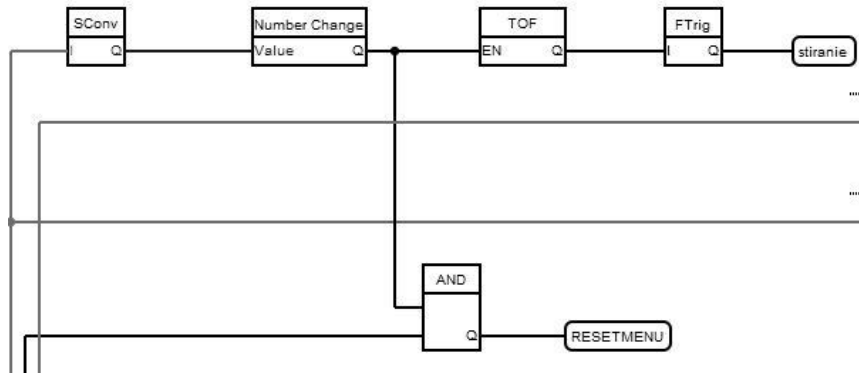 SConv
Number Change
TOF
FTrig
I Q
Value Q
EN Q
I Q
stiranie
AND
Q
RESETMENU